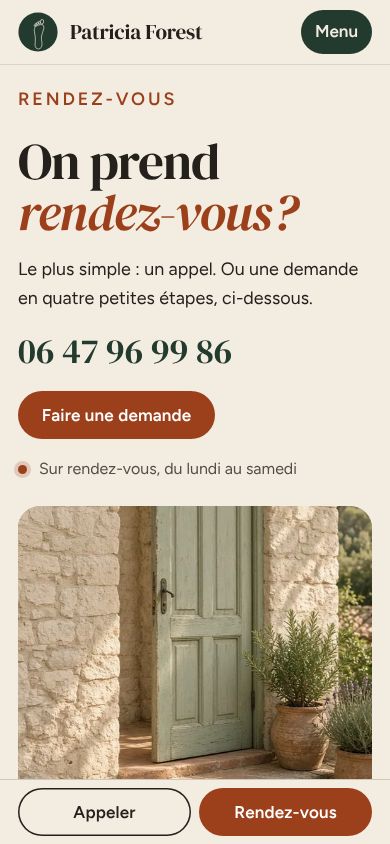 Patricia Forest
Menu
RENDEZ-VOUS
On prend
rendez-vous ?
Le plus simple : un appel. Ou une demande
en quatre petites étapes, ci-dessous.
06 47 96 99 86
Faire une demande
Sur rendez-vous, du lundi au samedi
Appeler
Rendez-vous